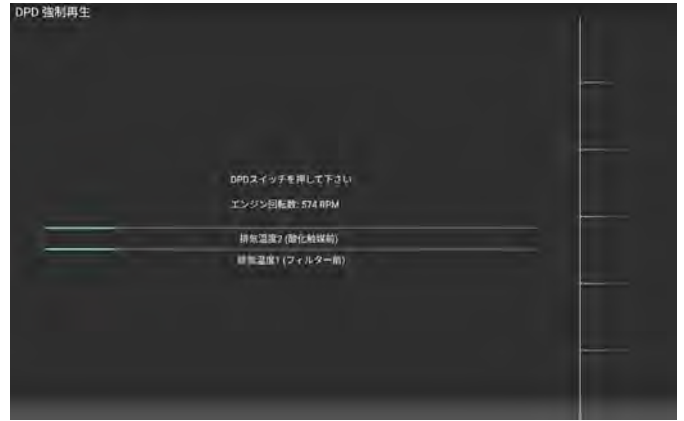 DPD 強制再生
DPDスイッチを押して下さい
エンジン回転数: 574 RPM
排気温度2 (酸化触媒前)
排気温度1 (フィルター前)